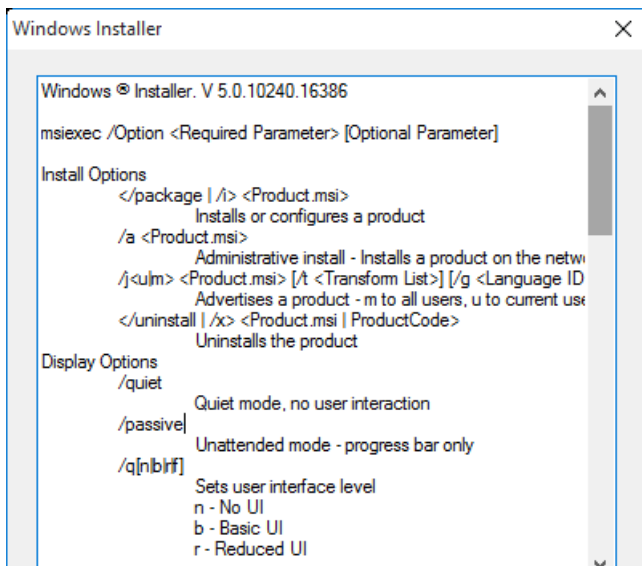 Windows Installer
Windows ® Installer. V 5.0.10240.16386
msiexec /Option <Required Parameter> [Optional Parameter]
Install Options
</package | /i> <Product.msi>
Installs or configures a product
/a <Product.msi>
Administrative install - Installs a product on the netw
/j<u|m> <Product.msi> [/t <Transform List>] [/g <Language ID
Advertises a product - m to all users, u to current use
</uninstall | /x> <Product.msi | ProductCode>
Uninstalls the product
Display Options
/quiet
Quiet mode, no user interaction
/passive
Unattended mode - progress bar only
/q[n|b|r|f]
Sets user interface level
n - No UI
b - Basic UI
r - Reduced UI